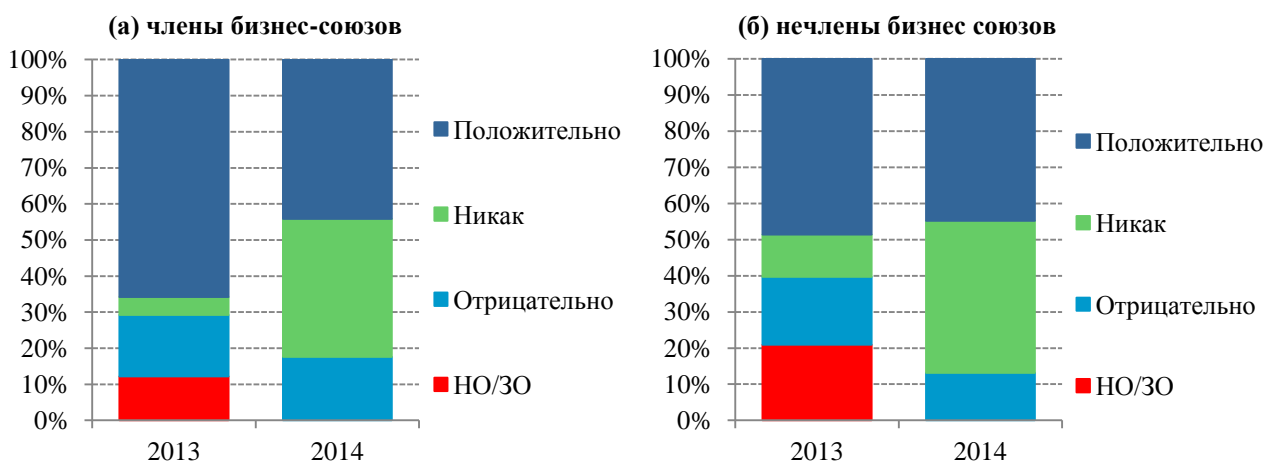 (а) члены бизнес-союзов
100%
90%
80%
70%
60%
50%
40%
30%
20%
10%
0%
2013 2014
Положительно
Никак
Отрицательно
НО/ЗО
(б) нечлены бизнес союзов
100%
90%
80%
70%
60%
50%
40%
30%
20%
10%
0%
2013 2014
Положительно
Никак
Отрицательно
НО/ЗО